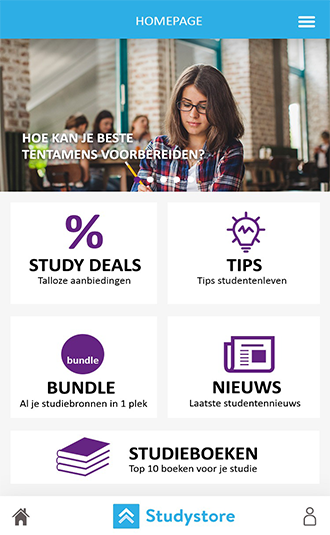 HOMEPAGE
HOE KAN JE BESTE
TENTAMENS VOORBEREIDEN?
%
STUDY DEALS
Talloze aanbiedingen
TIPS
Tips studentenleven
bundle
BUNDLE
Al je studiebronnen in 1 plek
NIEUWS
Laatste studentennieuws
STUDIEBOEKEN
Top 10 boeken voor je studie
Studystore